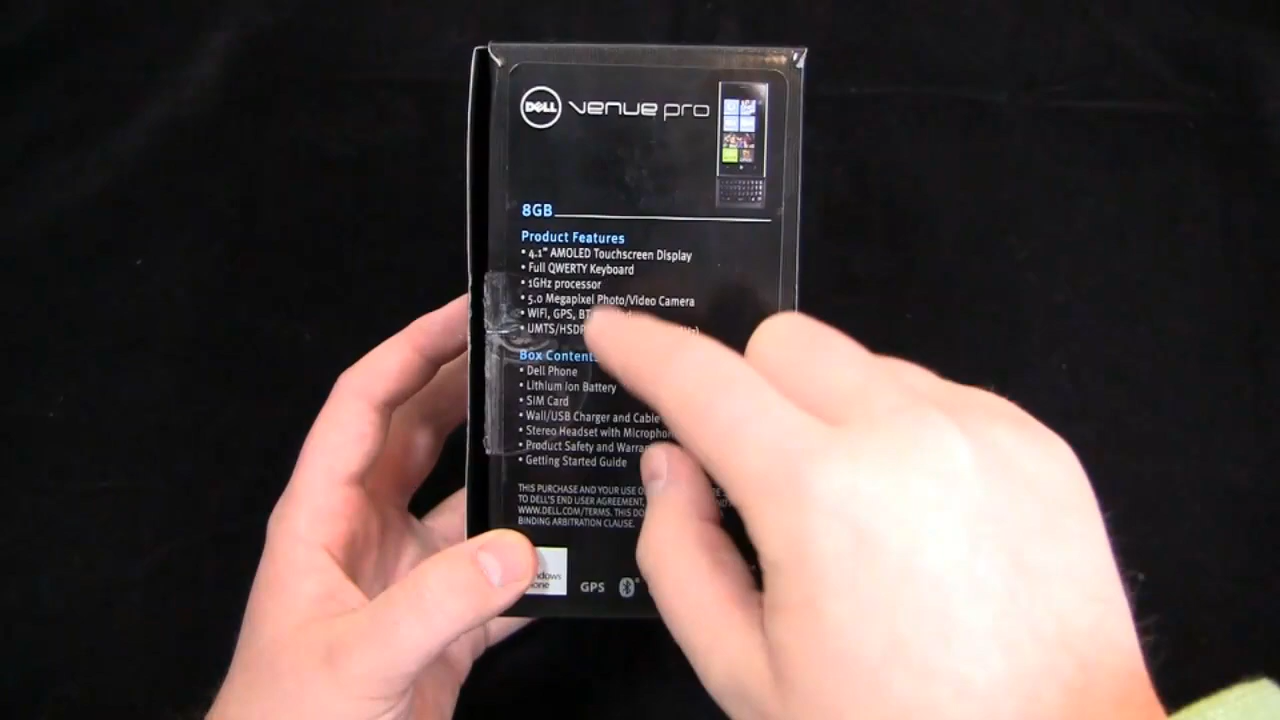 DELL venue pro
8GB
Product Features
• 4.1" AMOLED Touchscreen Display
• Full QWERTY Keyboard
• 1GHz processor
• 5.0 Megapixel Photo/Video Camera
• WiFi, GPS, BT
• UMTS/HSDP
Box Contents
• Dell Phone
• Lithium Ion Battery
• SIM Card
• Wall/USB Charger and Cable
• Stereo Headset with Microphon
• Product Safety and Warran
• Getting Started Guide
THIS PURCHASE AND YOUR USE O
TO DELL'S END USER AGREEMENT,
WWW.DELL.COM/TERMS. THIS DO
BINDING ARBITRATION CLAUSE.
GPS